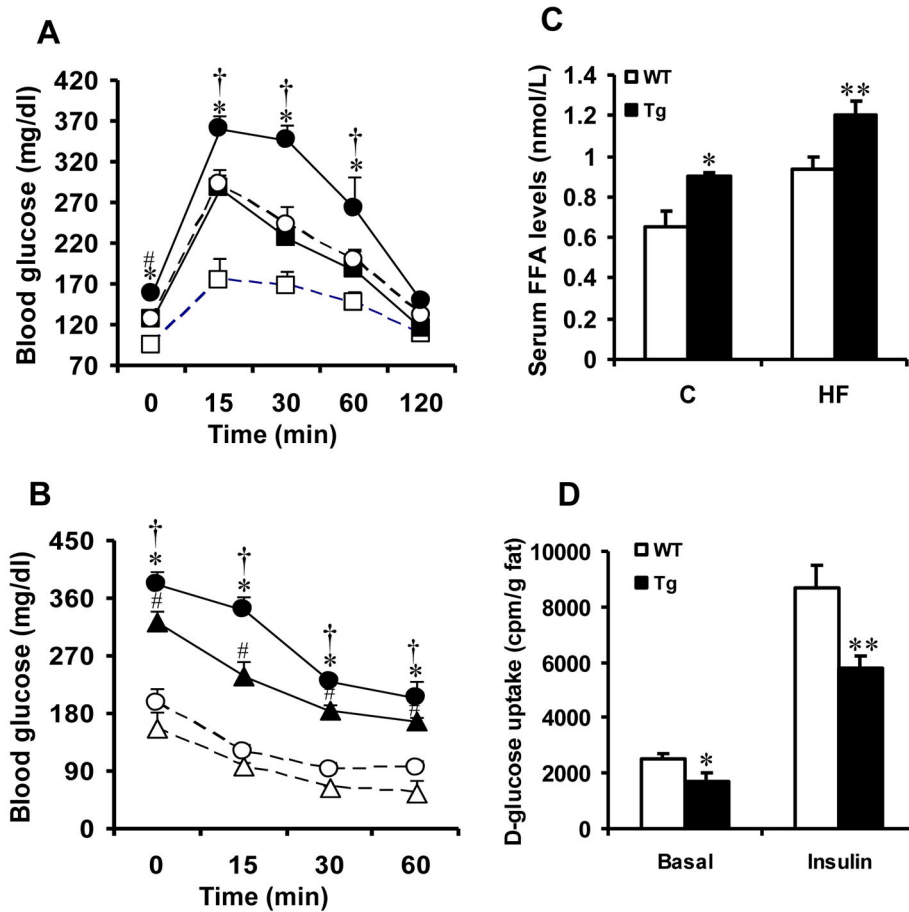 A
Blood glucose (mg/dl)
420
370
320
270
220
170
120
70
† * † * † *
# *
0 15 30 60 120
Time (min)
C
Serum FFA levels (nmol/L)
1.4
1.2
1
0.8
0.6
0.4
0.2
0
WT
Tg
*
**
C HF
B
Blood glucose (mg/dl)
450
360
270
180
90
0
† * † * † * † *
# # # #
0 15 30 60
Time (min)
D
D-glucose uptake (cpm/g fat)
10000
8000
6000
4000
2000
0
WT
Tg
*
**
Basal Insulin